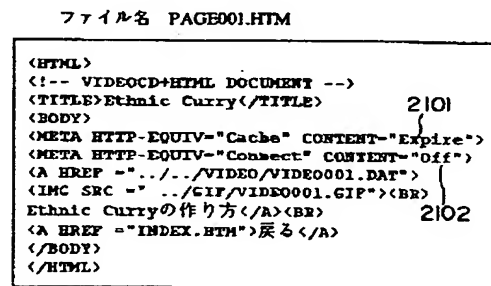 ファイル名 PAGE001.HTM
<HTML>
<!-- VIDEOCD+HTML DOCUMENT -->
<TITLE>Ethnic Curry</TITLE>
<BODY>
2101
<META HTTP-EQUIV="Cache" CONTENT="Expire">
<META HTTP-EQUIV="Connect" CONTENT="Off">
<A HREF ="../../VIDEO/VIDEO001.DAT">
<IMG SRC =" ../GIF/VIDEO001.GIF"><BR>
Ethnic Curryの作り方</A><BR>
2102
<A HREF ="INDEX.HTM">戻る</A>
</BODY>
</HTML>